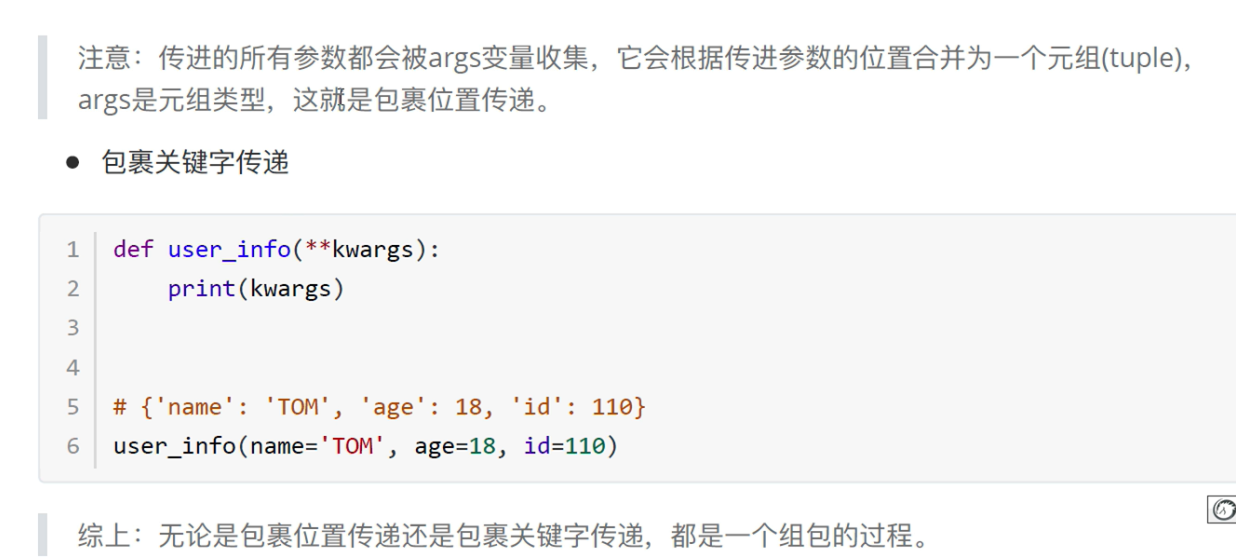 注意：传进的所有参数都会被args变量收集，它会根据传进参数的位置合并为一个元组(tuple)，
args是元组类型，这就是包裹位置传递。
● 包裹关键字传递
1 def user_info(**kwargs):
2     print(kwargs)
3
4
5 # {'name': 'TOM', 'age': 18, 'id': 110}
6 user_info(name='TOM', age=18, id=110)
综上：无论是包裹位置传递还是包裹关键字传递，都是一个组包的过程。